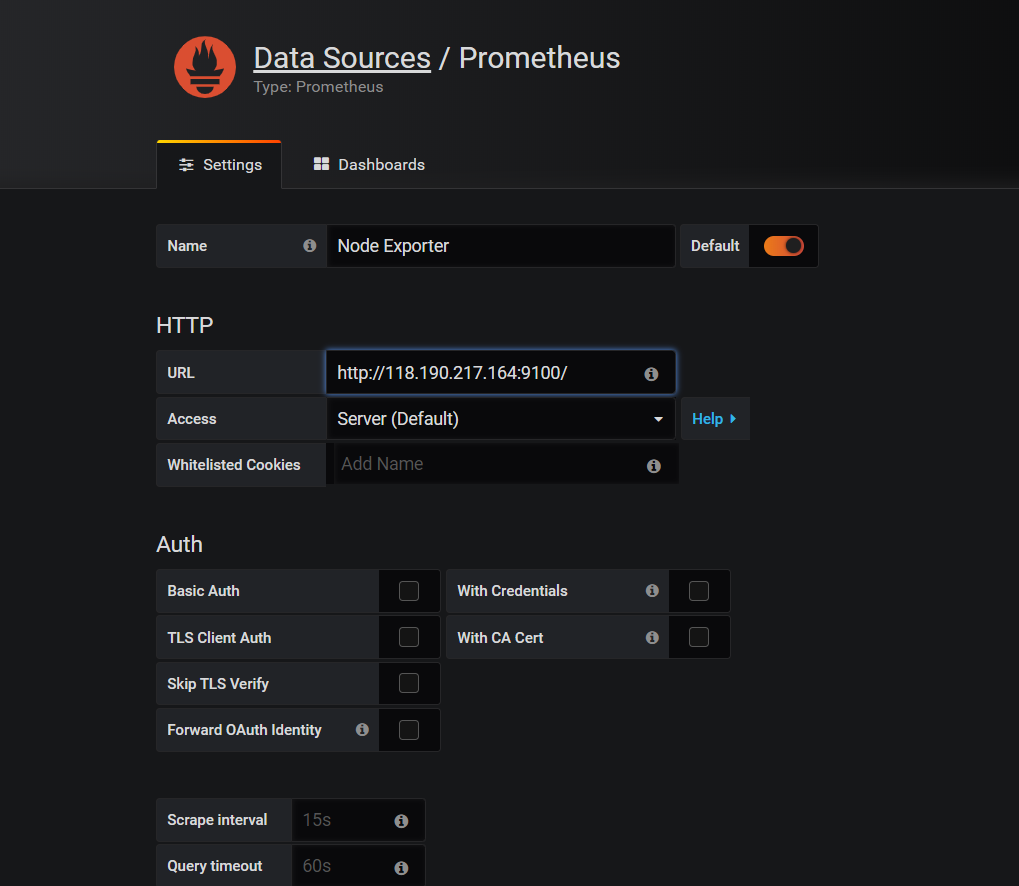 Data Sources / Prometheus
Type: Prometheus
Settings Dashboards
Name Node Exporter Default
HTTP
URL http://118.190.217.164:9100/
Access Server (Default) Help
Whitelisted Cookies Add Name
Auth
Basic Auth With Credentials
TLS Client Auth With CA Cert
Skip TLS Verify
Forward OAuth Identity
Scrape interval 15s
Query timeout 60s